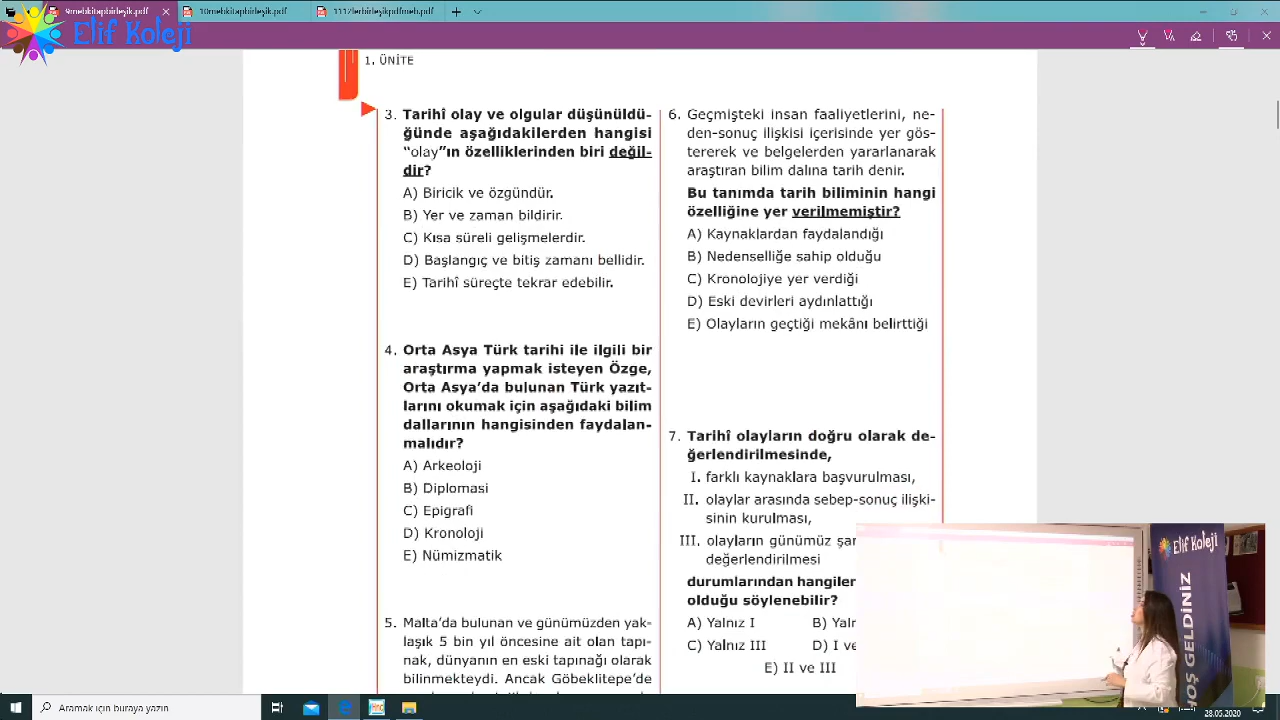 9mebkitapbirleşik.pdf
10mebkitapbirleşik.pdf
1112birleşikpdfmeb.pdf
Elif Koleji
1. ÜNİTE
3. Tarihî olay ve olgular düşünüldü-
ğünde aşağıdakilerden hangisi
“olay”ın özelliklerinden biri değil-
dir?
A) Biricik ve özgündür.
B) Yer ve zaman bildirir.
C) Kısa süreli gelişmelerdir.
D) Başlangıç ve bitiş zamanı bellidir.
E) Tarihî süreçte tekrar edebilir.
4. Orta Asya Türk tarihi ile ilgili bir
araştırma yapmak isteyen Özge,
Orta Asya’da bulunan Türk yazıt-
larını okumak için aşağıdaki bilim
dallarının hangisinden faydalan-
malıdır?
A) Arkeoloji
B) Diplomasi
C) Epigrafi
D) Kronoloji
E) Nümizmatik
5. Malta’da bulunan ve günümüzden yak-
laşık 5 bin yıl öncesine ait olan tapı-
nak, dünyanın en eski tapınağı olarak
bilinmekteydi. Ancak Göbeklitepe’de
6. Geçmişteki insan faaliyetlerini, ne-
den-sonuç ilişkisi içerisinde yer gös-
tererek ve belgelerden yararlanarak
araştıran bilim dalına tarih denir.
Bu tanımda tarih biliminin hangi
özelliğine yer verilmemiştir?
A) Kaynaklardan faydalandığı
B) Nedenselliğe sahip olduğu
C) Kronolojiye yer verdiği
D) Eski devirleri aydınlattığı
E) Olayların geçtiği mekânı belirttiği
7. Tarihî olayların doğru olarak de-
ğerlendirilmesinde,
I. farklı kaynaklara başvurulması,
II. olaylar arasında sebep-sonuç ilişki-
sinin kurulması,
III. olayların günümüz şar
değerlendirilmesi
durumlarından hangiler
olduğu söylenebilir?
A) Yalnız I B) Yaln
C) Yalnız III D) I ve
E) II ve III
Elif Koleji
HOŞ GELDİNİZ
Aramak için buraya yazın
28.05.2020